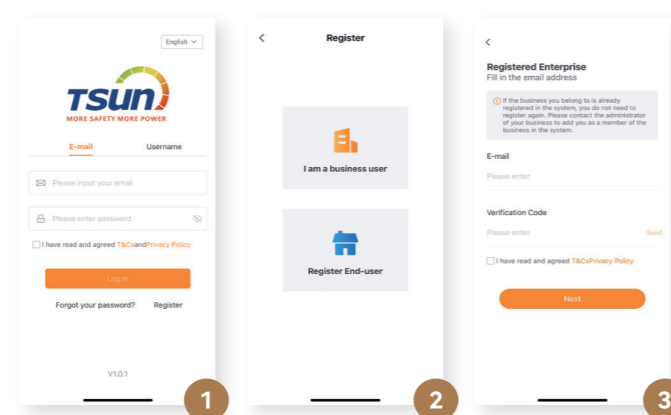 English
TSUN
MORE SAFETY MORE POWER
E-mail Username
Please input your email
Please enter password
I have read and agreed T&CsandPrivacy Policy
Log in
Forgot your password? Register
V1.0.1
1
Register
I am a business user
Register End-user
2
Registered Enterprise
Fill in the email address
If the business you belong to is already
registered in the system, you do not need to
register again. Please contact the administrator
of your business to add you as a member of the
business in the system.
E-mail
Please enter
Verification Code
Please enter Send
I have read and agreed T&CsPrivacy Policy
Next
3